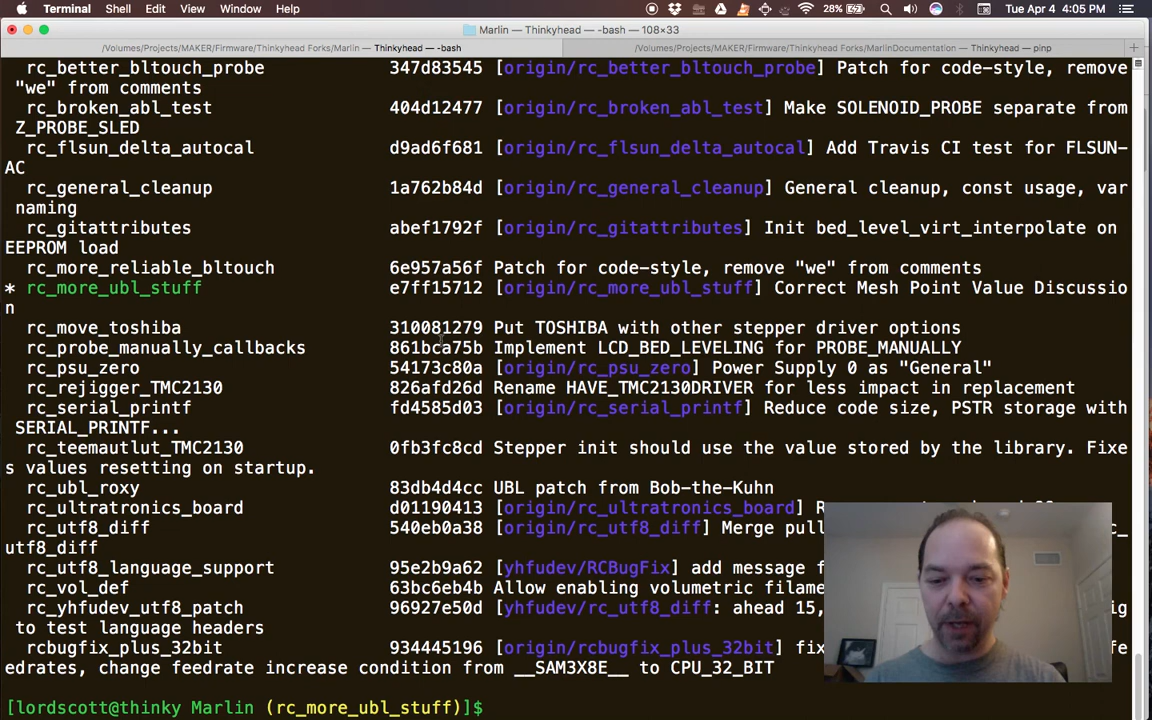 Terminal Shell Edit View Window Help 28% Tue Apr 4 4:05 PM
Marlin — Thinkyhead — -bash — 108×33
/Volumes/Projects/MAKER/Firmware/Thinkyhead Forks/Marlin — Thinkyhead — -bash
/Volumes/Projects/MAKER/Firmware/Thinkyhead Forks/MarlinDocumentation — Thinkyhead — pinp
rc_better_bltouch_probe 347d83545 [origin/rc_better_bltouch_probe] Patch for code-style, remove
"we" from comments
rc_broken_abl_test 404d12477 [origin/rc_broken_abl_test] Make SOLENOID_PROBE separate from
Z_PROBE_SLED
rc_flsun_delta_autocal d9ad6f681 [origin/rc_flsun_delta_autocal] Add Travis CI test for FLSUN-
AC
rc_general_cleanup 1a762b84d [origin/rc_general_cleanup] General cleanup, const usage, var
naming
rc_gitattributes abef1792f [origin/rc_gitattributes] Init bed_level_virt_interpolate on
EEPROM load
rc_more_reliable_bltouch 6e957a56f Patch for code-style, remove "we" from comments
* rc_more_ubl_stuff e7ff15712 [origin/rc_more_ubl_stuff] Correct Mesh Point Value Discussio
n
rc_move_toshiba 310081279 Put TOSHIBA with other stepper driver options
rc_probe_manually_callbacks 861bca75b Implement LCD_BED_LEVELING for PROBE_MANUALLY
rc_psu_zero 54173c80a [origin/rc_psu_zero] Power Supply 0 as "General"
rc_rejigger_TMC2130 826afd26d Rename HAVE_TMC2130DRIVER for less impact in replacement
rc_serial_printf fd4585d03 [origin/rc_serial_printf] Reduce code size, PSTR storage with
SERIAL_PRINTF...
rc_teemautlut_TMC2130 0fb3fc8cd Stepper init should use the value stored by the library. Fixe
s values resetting on startup.
rc_ubl_roxy 83db4d4cc UBL patch from Bob-the-Kuhn
rc_ultratronics_board d01190413 [origin/rc_ultratronics_board]
rc_utf8_diff 540eb0a38 [origin/rc_utf8_diff] Merge pull
utf8_diff
rc_utf8_language_support 95e2b9a62 [yhfudev/RCBugFix] add message
rc_vol_def 63bc6eb4b Allow enabling volumetric filame
rc_yhfudev_utf8_patch 96927e50d [yhfudev/rc_utf8_diff: ahead 15, ig
to test language headers
rcbugfix_plus_32bit 934445196 [origin/rcbugfix_plus_32bit] fe
edrates, change feedrate increase condition from __SAM3X8E__ to CPU_32_BIT
[lordscott@thinky Marlin (rc_more_ubl_stuff)]$